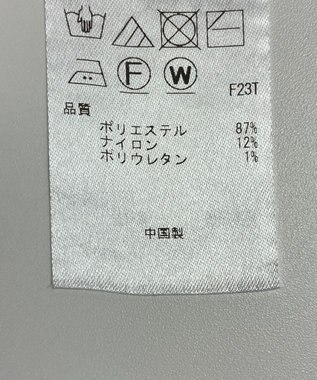 F W
F23T
品質
ポリエステル 87%
ナイロン 12%
ポリウレタン 1%
中国製